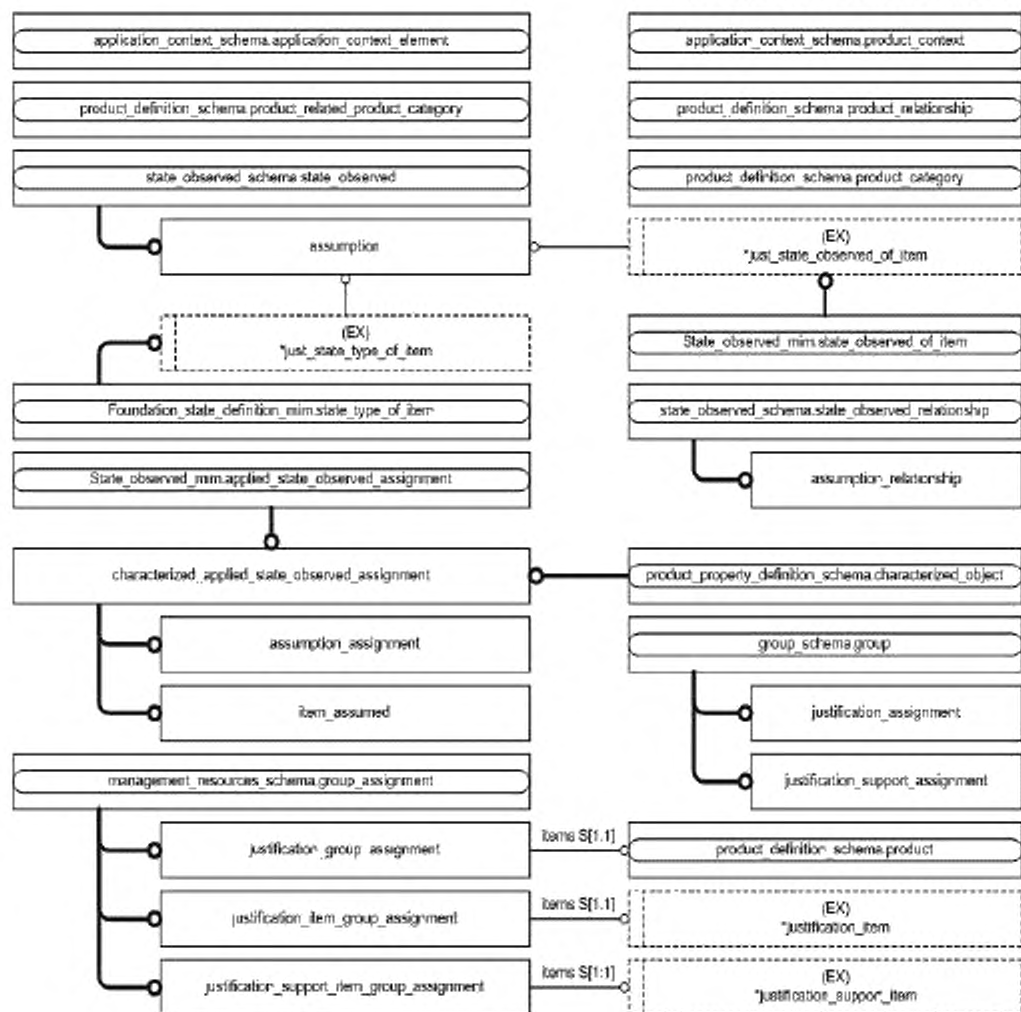 application_context_schema.application_context_element
application_context_schema.product_context
product_definition_schema.product_related_product_category
product_definition_schema.product_relationship
state_observed_schema.state_observed
product_definition_schema.product_category
assumption
(EX)
*just_state_observed_of_item
(EX)
*just_state_type_of_item
State_observed_mim.state_observed_of_item
Foundation_state_definition_mim.state_type_of_item
state_observed_schema.state_observed_relationship
State_observed_mim.applied_state_observed_assignment
assumption_relationship
characterized_applied_state_observed_assignment
product_property_definition_schema.characterized_object
assumption_assignment
group_schema.group
item_assumed
justification_assignment
management_resources_schema.group_assignment
justification_support_assignment
justification_group_assignment
items S[1:1]
product_definition_schema.product
justification_item_group_assignment
items S[1:1]
(EX)
*justification_item
justification_support_item_group_assignment
items S[1:1]
(EX)
*justification_support_item